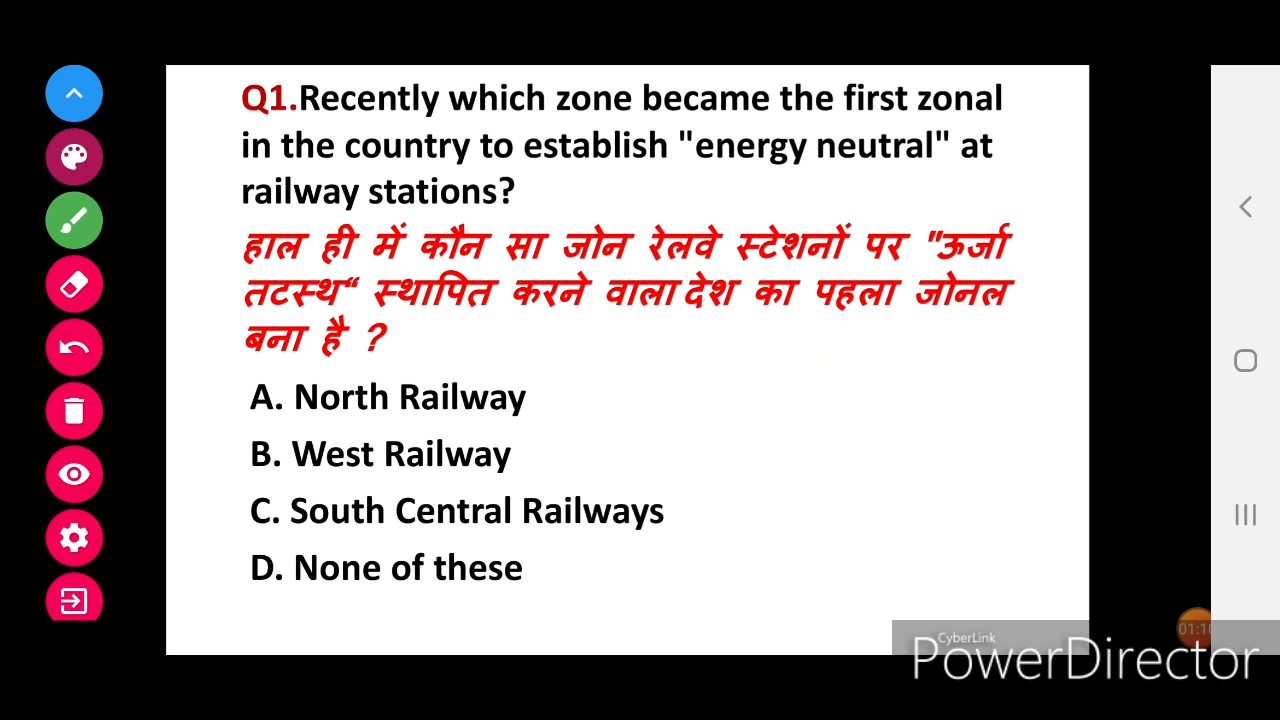 Q1.Recently which zone became the first zonal
in the country to establish "energy neutral" at
railway stations?
हाल ही में कौन सा जोन रेलवे स्टेशनों पर "ऊर्जा
तटस्थ“ स्थापित करने वाला देश का पहला जोनल
बना है ?
A. North Railway
B. West Railway
C. South Central Railways
D. None of these
CyberLink
PowerDirector